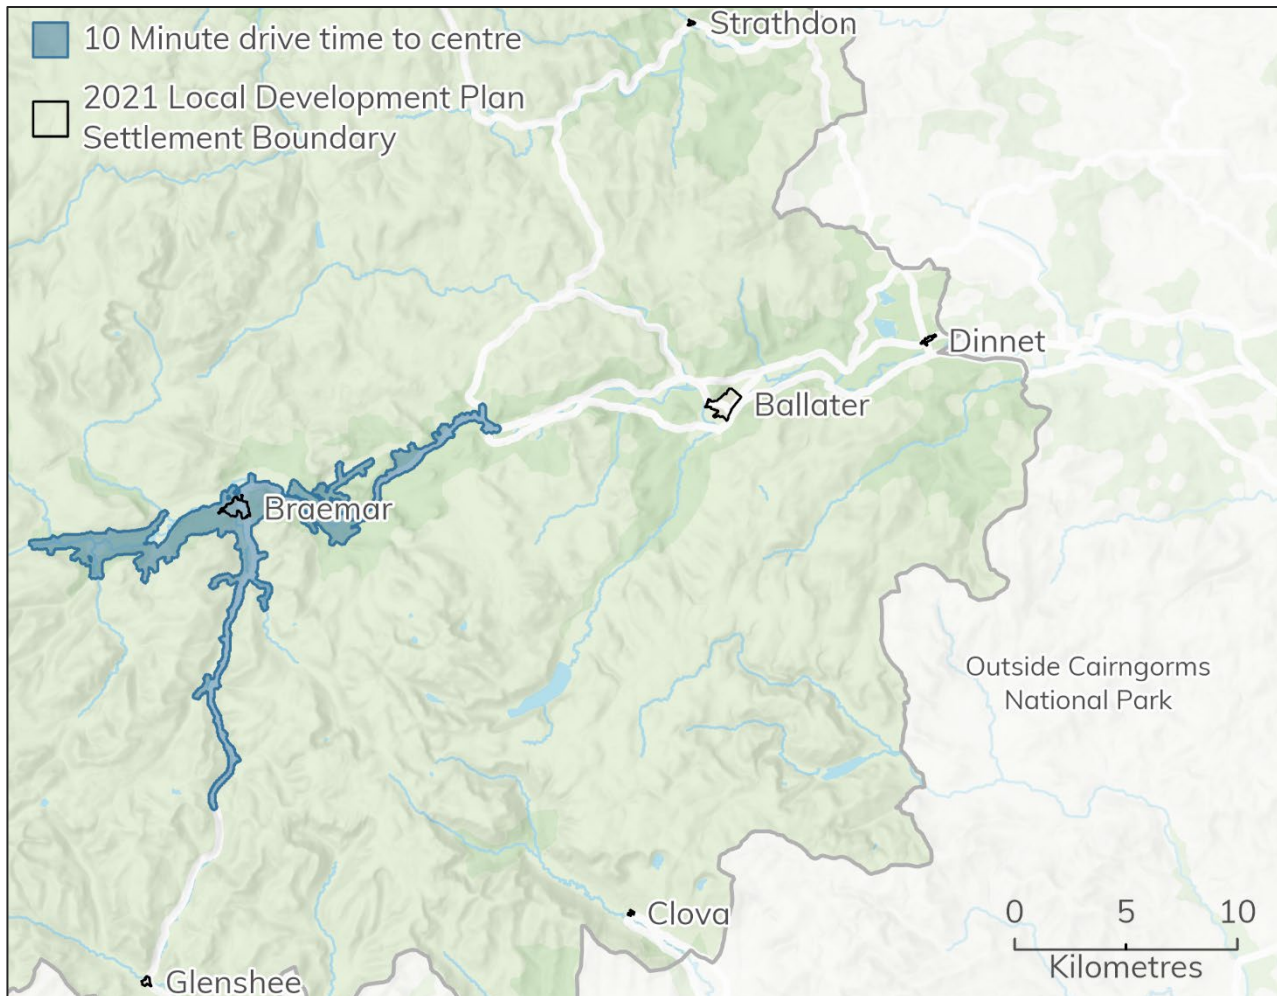 10 Minute drive time to centre
2021 Local Development Plan
Settlement Boundary
Strathdon
Dinnet
Ballater
Braemar
Outside Cairngorms
National Park
Clova
Glenshee
0 5 10
Kilometres